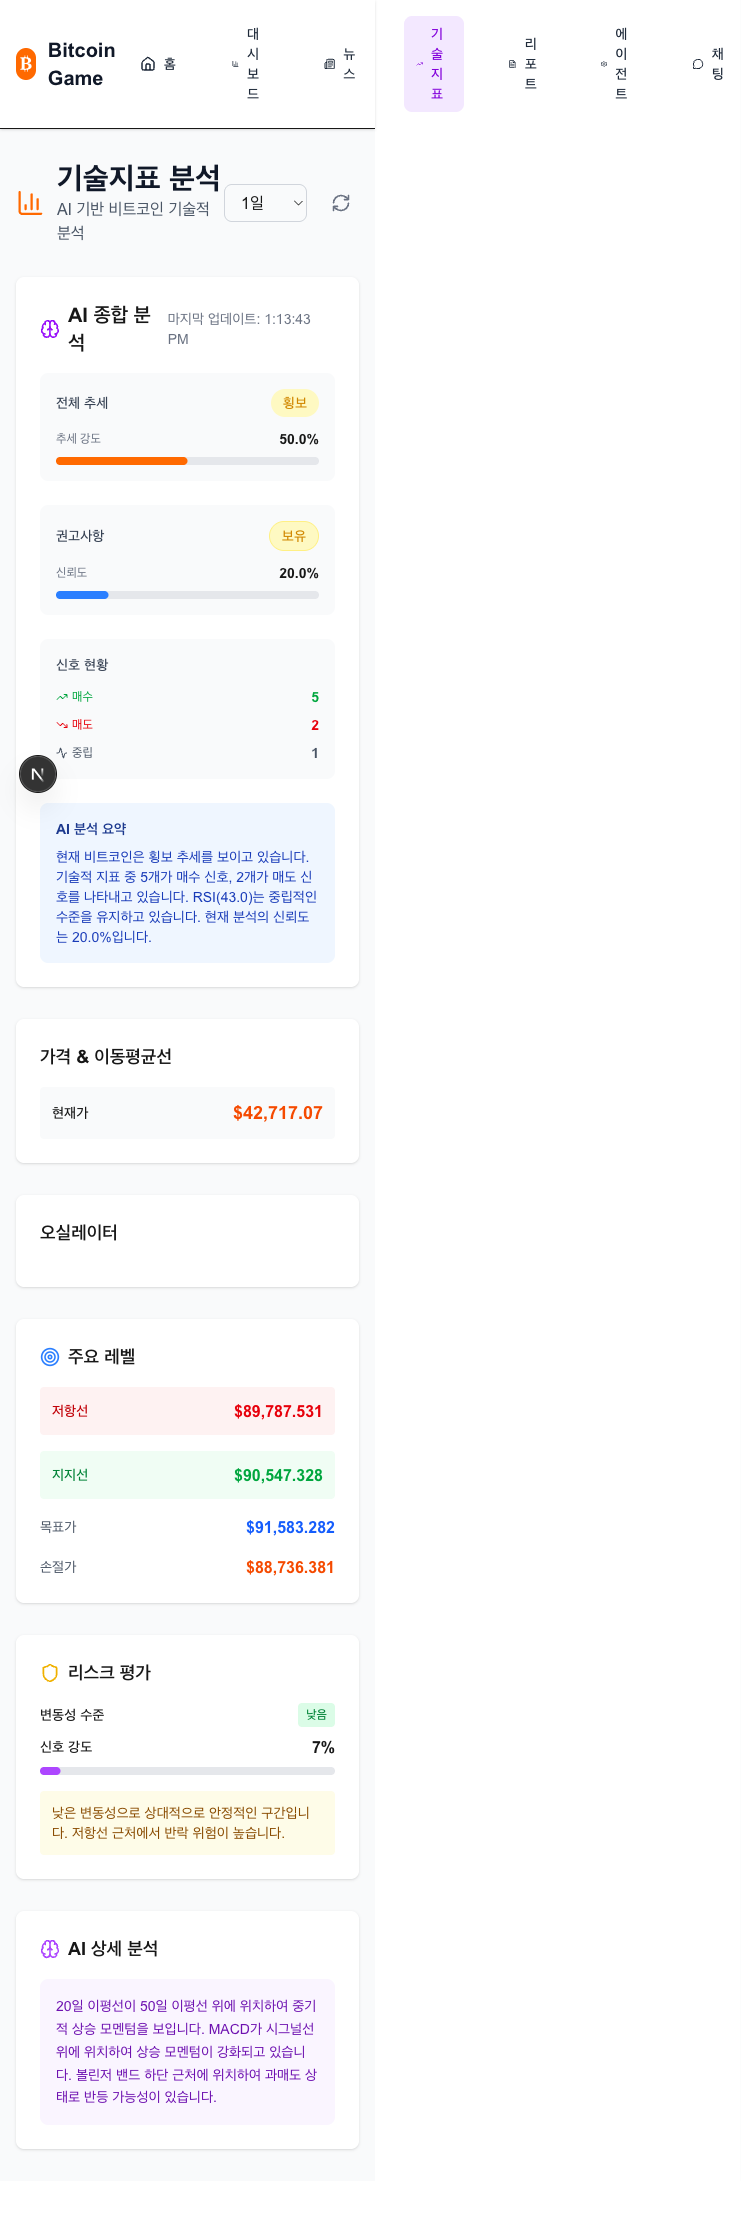 Bitcoin
Game
홈
대시보드
뉴스
기술지표
리포트
에이전트
채팅
기술지표 분석
AI 기반 비트코인 기술적
분석
1일
AI 종합 분
석
마지막 업데이트: 1:13:43
PM
전체 추세
횡보
추세 강도
50.0%
권고사항
보유
신뢰도
20.0%
신호 현황
매수
5
매도
2
중립
1
N
AI 분석 요약
현재 비트코인은 횡보 추세를 보이고 있습니다.
기술적 지표 중 5개가 매수 신호, 2개가 매도 신
호를 나타내고 있습니다. RSI(43.0)는 중립적인
수준을 유지하고 있습니다. 현재 분석의 신뢰도
는 20.0%입니다.
가격 & 이동평균선
현재가
$42,717.07
오실레이터
주요 레벨
저항선
$89,787.531
지지선
$90,547.328
목표가
$91,583.282
손절가
$88,736.381
리스크 평가
변동성 수준
낮음
신호 강도
7%
낮은 변동성으로 상대적으로 안정적인 구간입니
다. 저항선 근처에서 반락 위험이 높습니다.
AI 상세 분석
20일 이평선이 50일 이평선 위에 위치하여 중기
적 상승 모멘텀을 보입니다. MACD가 시그널선
위에 위치하여 상승 모멘텀이 강화되고 있습니
다. 볼린저 밴드 하단 근처에 위치하여 과매도 상
태로 반등 가능성이 있습니다.